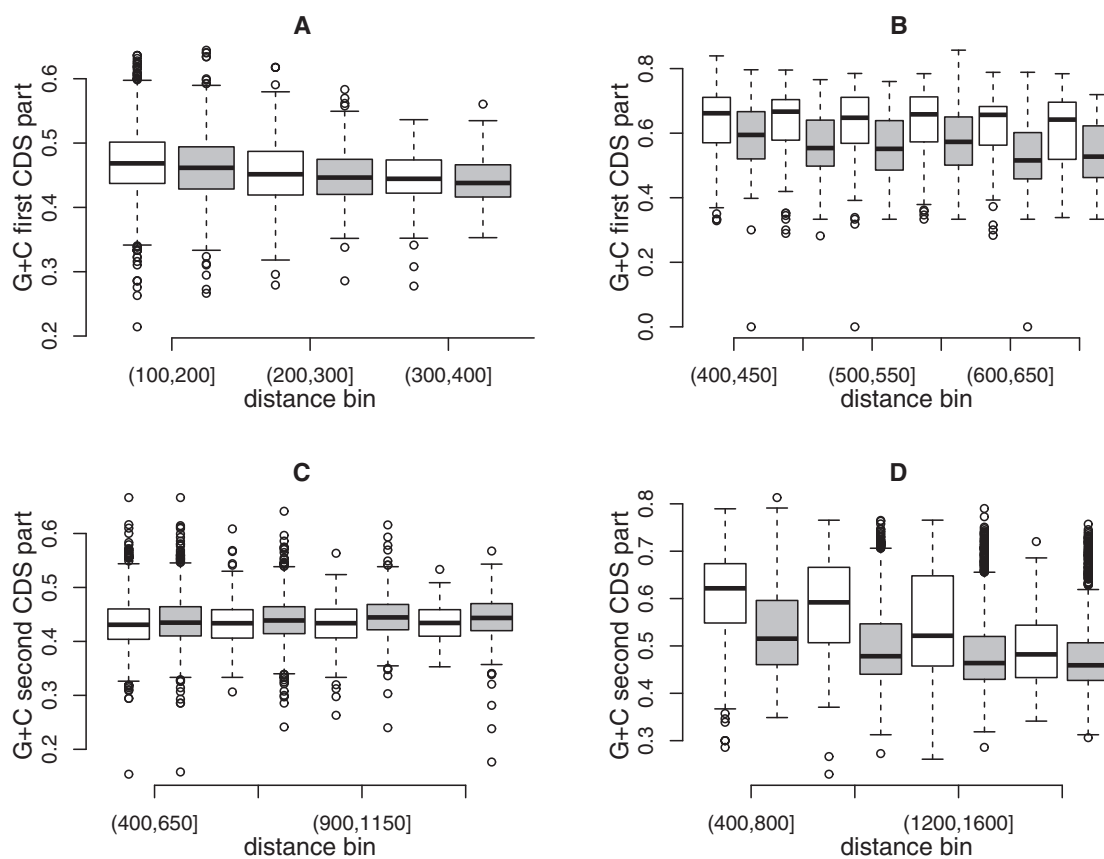 A
G+C first CDS part
0.6
0.5
0.4
0.3
0.2
(100,200]
(200,300]
(300,400]
distance bin
B
G+C first CDS part
0.8
0.6
0.4
0.2
0.0
(400,450]
(500,550]
(600,650]
distance bin
C
G+C second CDS part
0.6
0.5
0.4
0.3
0.2
(400,650]
(900,1150]
distance bin
D
G+C second CDS part
0.8
0.7
0.6
0.5
0.4
0.3
(400,800]
(1200,1600]
distance bin